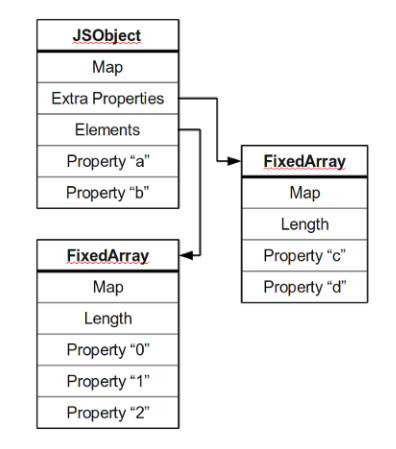 JSObject
Map
Extra Properties
Elements
Property “a”
Property “b”
FixedArray
Map
Length
Property “c”
Property “d”
FixedArray
Map
Length
Property “0”
Property “1”
Property “2”